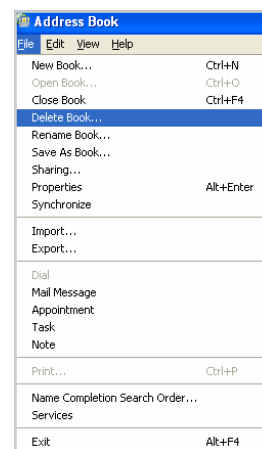 Address Book
File Edit View Help
New Book... Ctrl+N
Open Book... Ctrl+O
Close Book Ctrl+F4
Delete Book...
Rename Book...
Save As Book...
Sharing...
Properties Alt+Enter
Synchronize
Import...
Export...
Dial
Mail Message
Appointment
Task
Note
Print... Ctrl+P
Name Completion Search Order...
Services
Exit Alt+F4